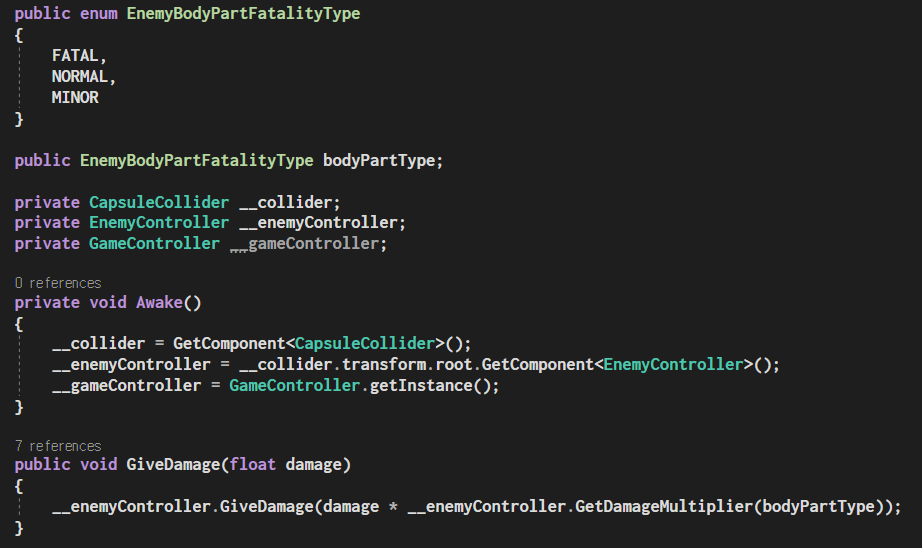 public enum EnemyBodyPartFatalityType
{
FATAL,
NORMAL,
MINOR
}
public EnemyBodyPartFatalityType bodyPartType;
private CapsuleCollider __collider;
private EnemyController __enemyController;
private GameController __gameController;
0 references
private void Awake()
{
__collider = GetComponent<CapsuleCollider>();
__enemyController = __collider.transform.root.GetComponent<EnemyController>();
__gameController = GameController.getInstance();
}
7 references
public void GiveDamage(float damage)
{
__enemyController.GiveDamage(damage * __enemyController.GetDamageMultiplier(bodyPartType));
}